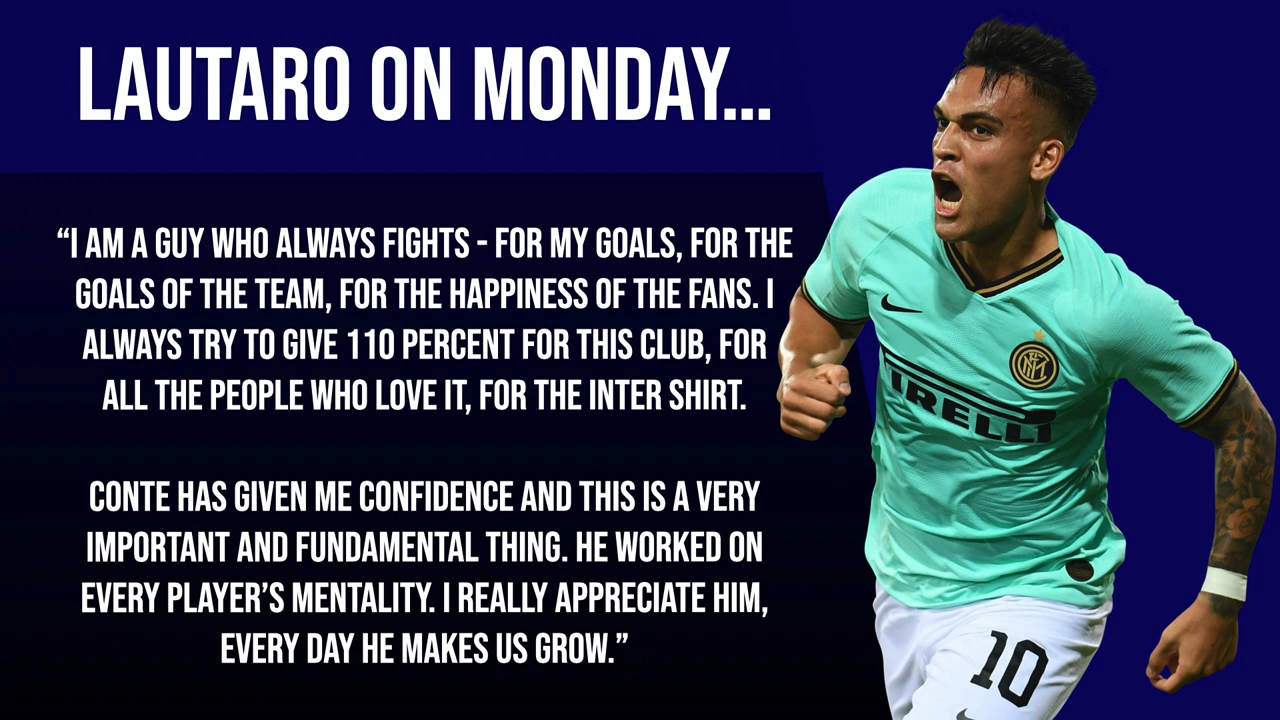 LAUTARO ON MONDAY...
“I AM A GUY WHO ALWAYS FIGHTS - FOR MY GOALS, FOR THE
GOALS OF THE TEAM, FOR THE HAPPINESS OF THE FANS. I
ALWAYS TRY TO GIVE 110 PERCENT FOR THIS CLUB, FOR
ALL THE PEOPLE WHO LOVE IT, FOR THE INTER SHIRT.
CONTE HAS GIVEN ME CONFIDENCE AND THIS IS A VERY
IMPORTANT AND FUNDAMENTAL THING. HE WORKED ON
EVERY PLAYER’S MENTALITY. I REALLY APPRECIATE HIM,
EVERY DAY HE MAKES US GROW.”
IRELLI
10